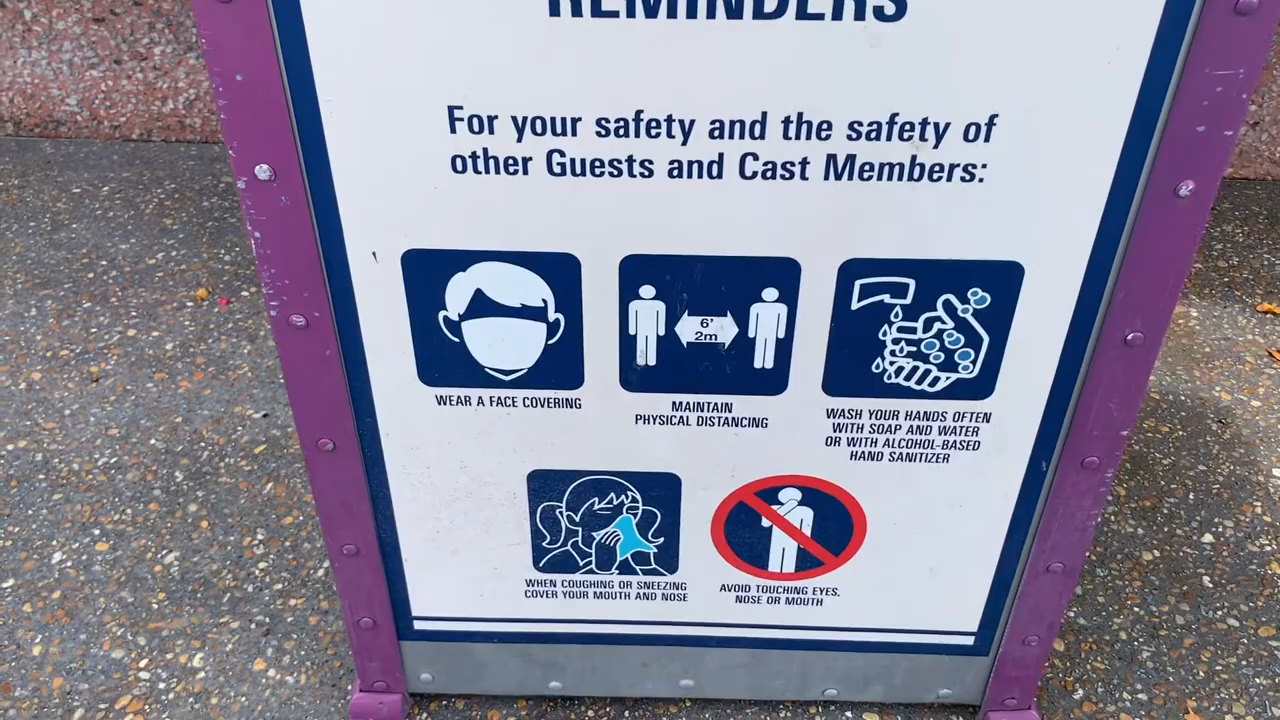 REMINDERS
For your safety and the safety of
other Guests and Cast Members:
6'
2m
WEAR A FACE COVERING
MAINTAIN
PHYSICAL DISTANCING
WASH YOUR HANDS OFTEN
WITH SOAP AND WATER
OR WITH ALCOHOL-BASED
HAND SANITIZER
WHEN COUGHING OR SNEEZING
COVER YOUR MOUTH AND NOSE
AVOID TOUCHING EYES,
NOSE OR MOUTH